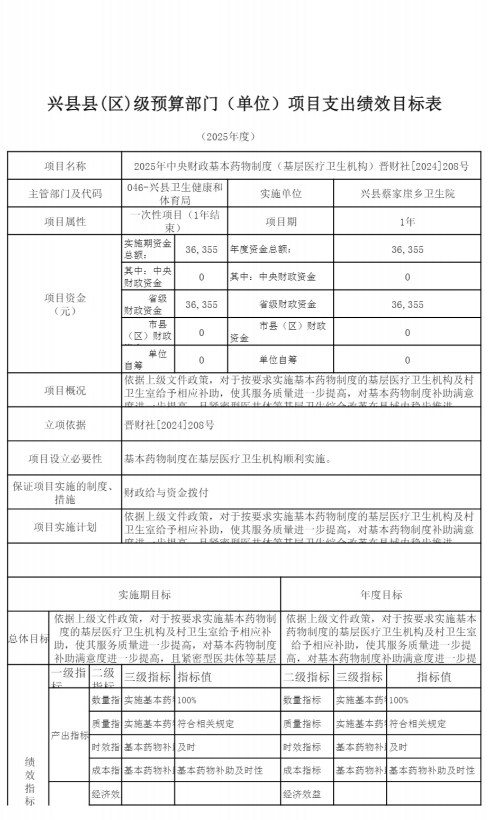 兴县县(区)级预算部门（单位）项目支出绩效目标表
（2025年度）
项目名称 2025年中央财政基本药物制度（基层医疗卫生机构）晋财社[2024]208号
主管部门及代码 046-兴县卫生健康和体育局 实施单位 兴县蔡家崖乡卫生院
项目属性 一次性项目（1年结束） 项目期 1年
项目资金（元） 实施期资金总额： 36,355 年度资金总额： 36,355
其中：中央财政资金 0 其中：中央财政资金 0
省级财政资金 36,355 省级财政资金 36,355
市县（区）财政 0 市县（区）财政资金 0
单位自筹 0 单位自筹 0
项目概况 依据上级文件政策，对于按要求实施基本药物制度的基层医疗卫生机构及村
卫生室给予相应补助，使其服务质量进一步提高，对基本药物制度补助满意
立项依据 晋财社[2024]208号
项目设立必要性 基本药物制度在基层医疗卫生机构顺利实施。
保证项目实施的制度、措施 财政给与资金拨付
项目实施计划 依据上级文件政策，对于按要求实施基本药物制度的基层医疗卫生机构及村
卫生室给予相应补助，使其服务质量进一步提高，对基本药物制度补助满意
实施期目标 年度目标
总体目标
依据上级文件政策，对于按要求实施基本药物制
度的基层医疗卫生机构及村卫生室给予相应补
助，使其服务质量进一步提高，对基本药物制度
补助满意度进一步提高，且紧密型医共体等基层
依据上级文件政策，对于按要求实施基本
药物制度的基层医疗卫生机构及村卫生室
给予相应补助，使其服务质量进一步提
高，对基本药物制度补助满意度进一步提
绩效指标
一级指标 二级指标 三级指标 指标值 二级指标 三级指标 指标值
产出指标 数量指 实施基本药 100% 数量指标 实施基本药 100%
质量指 实施基本药 符合相关规定 质量指标 实施基本药 符合相关规定
时效指 基本药物补 及时 时效指标 基本药物补 及时
成本指 基本药物补 基本药物补助及时性 成本指标 基本药物补 基本药物补助及时性
经济效 经济效益